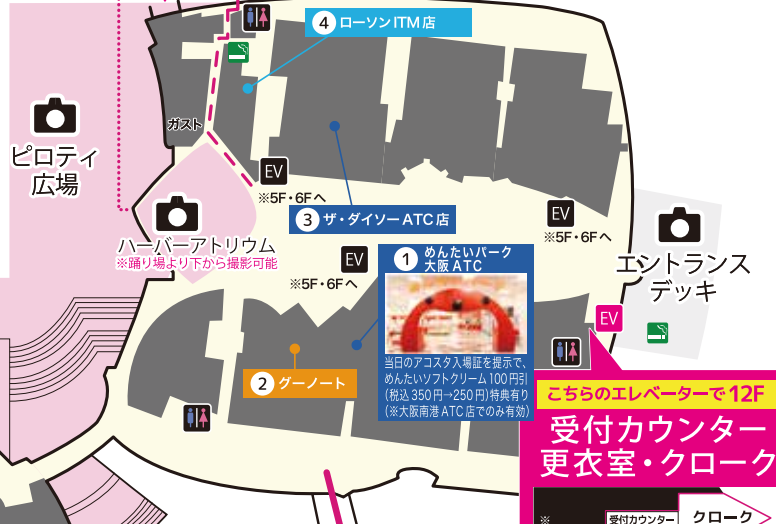 ④ ローソンITM店
ガスト
ピロティ
広場
EV
※5F・6Fへ
③ ザ・ダイソーATC店
EV
※5F・6Fへ
ハーバーアトリウム
※踊り場より下から撮影可能
EV
※5F・6Fへ
エントランス
デッキ
① めんたいパーク
大阪ATC
当日のアコスタ入場証を提示で、
めんたいソフトクリーム100円引
(税込350円→250円)特典有り
(※大阪南港ATC店でのみ有効)
EV
② グーノート
こちらのエレベーターで12F
受付カウンター
更衣室・クローク
※
受付カウンター
クローク